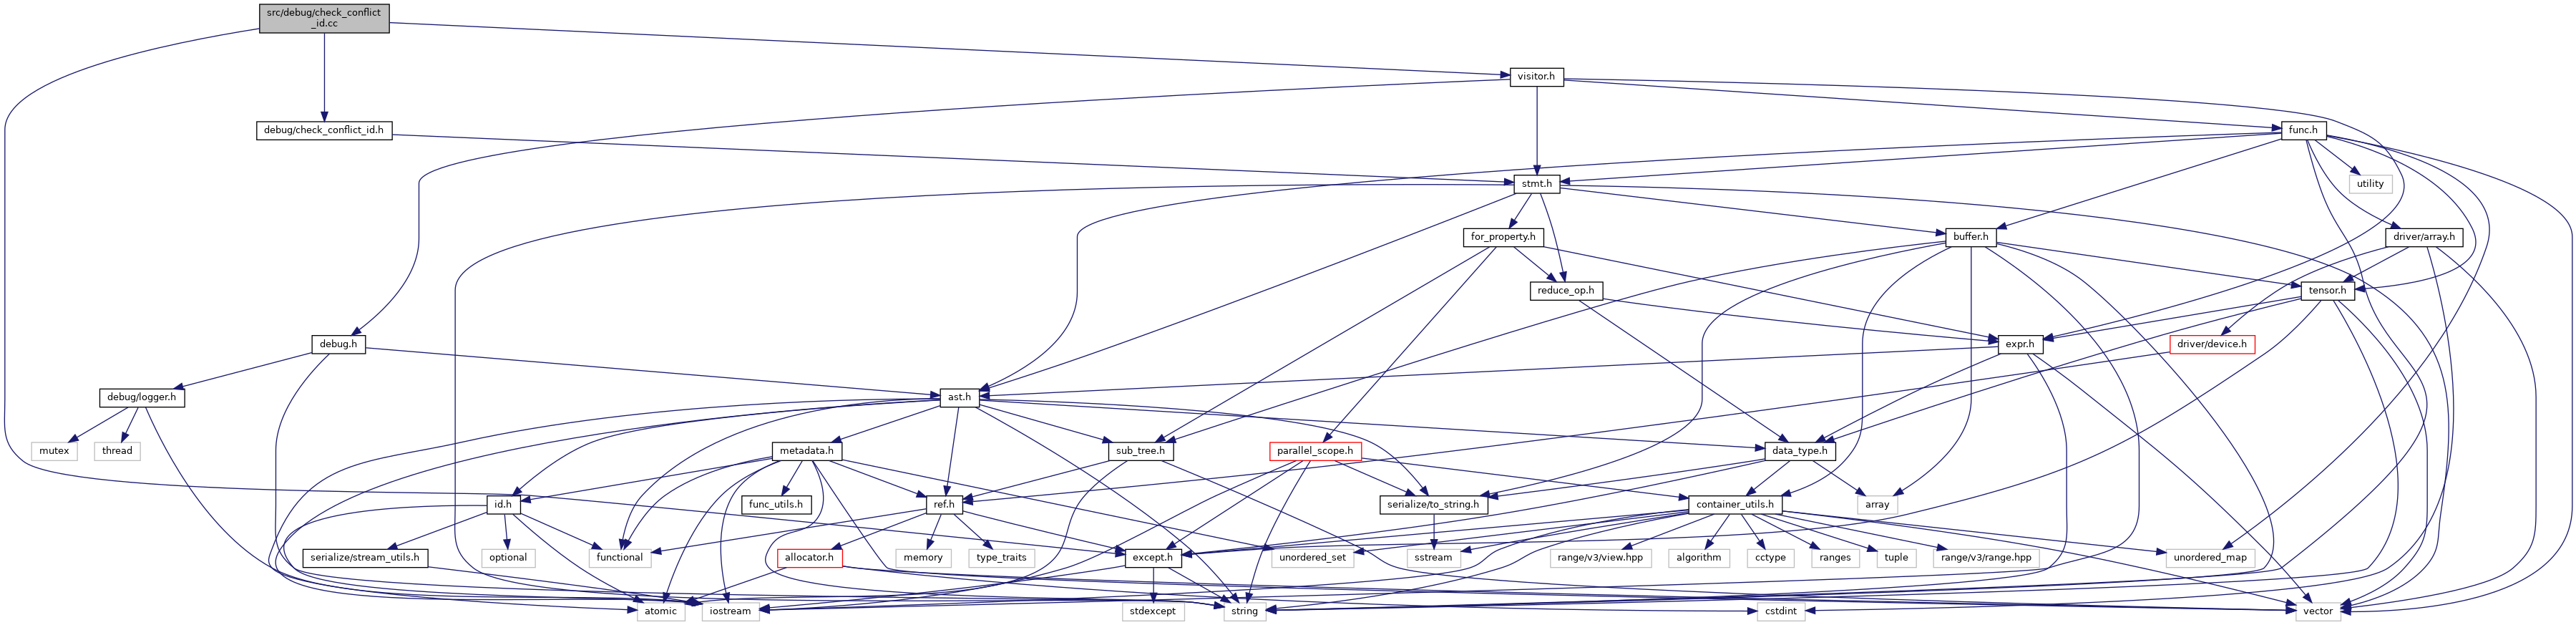 src/debug/check_conflict
_id.cc
visitor.h
debug/check_conflict_id.h
func.h
stmt.h
utility
for_property.h
buffer.h
driver/array.h
reduce_op.h
tensor.h
debug.h
expr.h
driver/device.h
debug/logger.h
ast.h
mutex
thread
metadata.h
sub_tree.h
parallel_scope.h
data_type.h
id.h
func_utils.h
ref.h
serialize/to_string.h
container_utils.h
array
serialize/stream_utils.h
optional
functional
allocator.h
memory
type_traits
except.h
unordered_set
sstream
range/v3/view.hpp
algorithm
cctype
ranges
tuple
range/v3/range.hpp
unordered_map
atomic
iostream
stdexcept
string
cstdint
vector